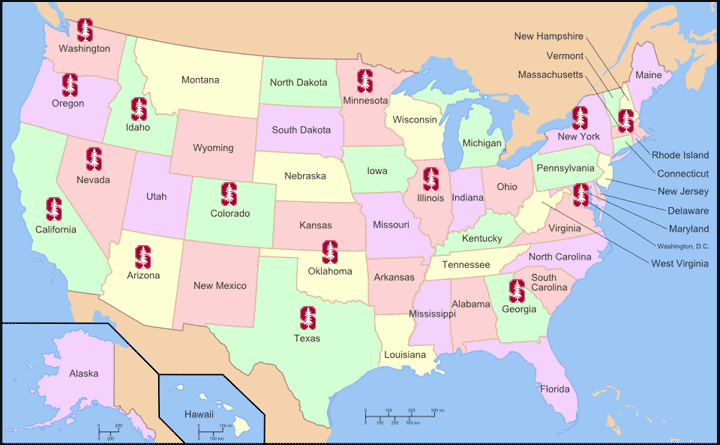 New Hampshire
Vermont
Massachusetts
Washington
Oregon
Idaho
Montana
North Dakota
Minnesota
Wisconsin
Michigan
New York
Maine
South Dakota
Wyoming
Nevada
Utah
California
Colorado
Nebraska
Iowa
Illinois
Indiana
Ohio
Pennsylvania
Rhode Island
Connecticut
New Jersey
Delaware
Maryland
Washington, D.C.
West Virginia
Virginia
Kansas
Missouri
Kentucky
Arizona
New Mexico
Oklahoma
Arkansas
Tennessee
North Carolina
South
Carolina
Texas
Louisiana
Mississippi
Alabama
Georgia
Florida
Alaska
Hawaii